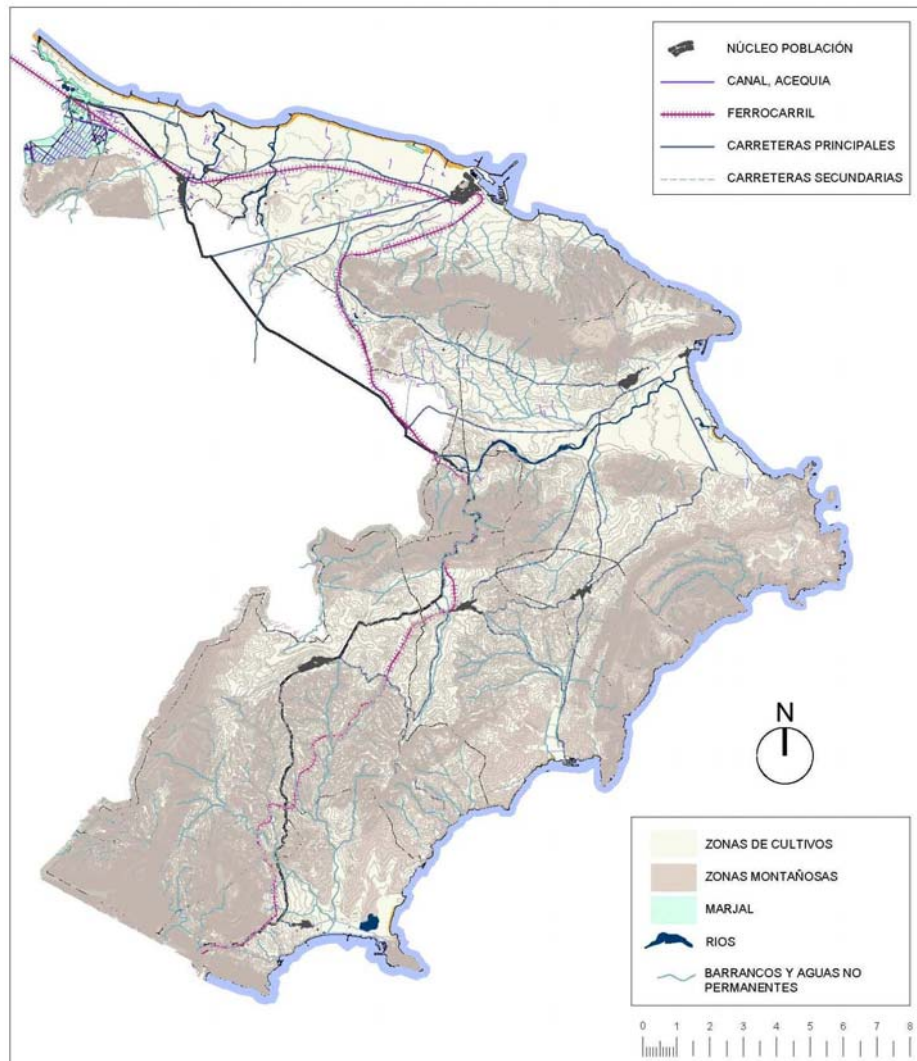 NÚCLEO POBLACIÓN
CANAL, ACEQUIA
FERROCARRIL
CARRETERAS PRINCIPALES
CARRETERAS SECUNDARIAS
N
ZONAS DE CULTIVOS
ZONAS MONTAÑOSAS
MARJAL
RIOS
BARRANCOS Y AGUAS NO
PERMANENTES
0 1 2 3 4 5 6 7 8